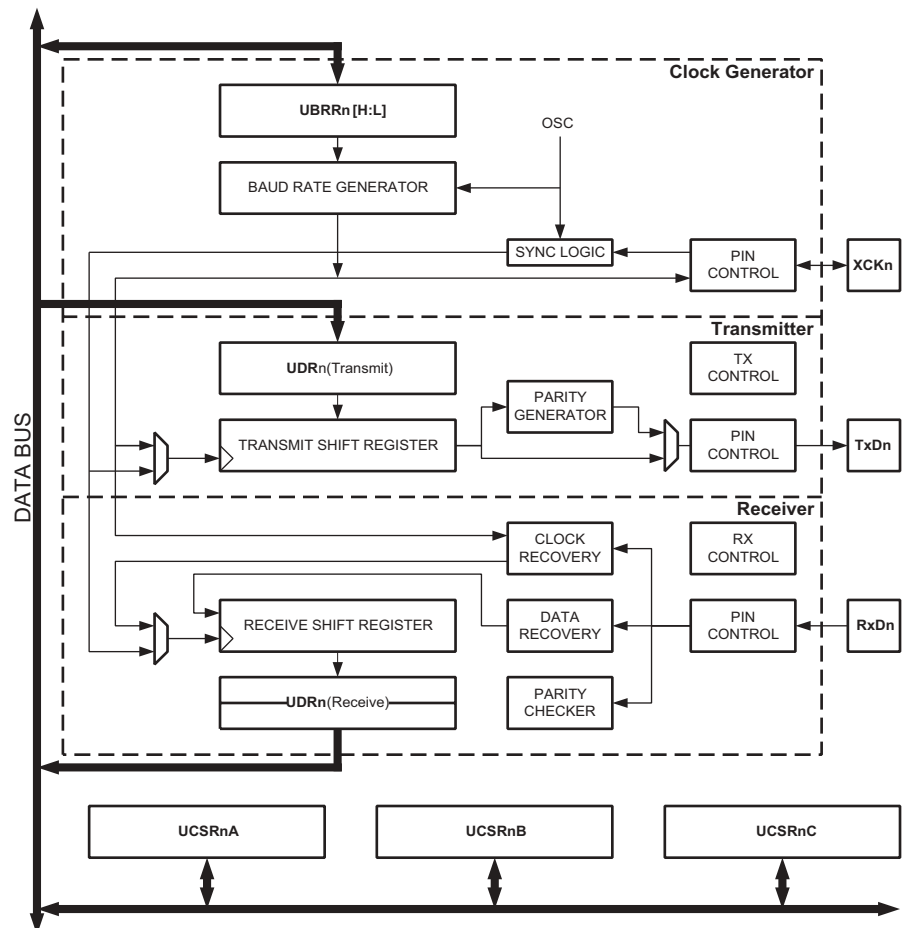 Clock Generator
UBRRn [H:L]
OSC
BAUD RATE GENERATOR
SYNC LOGIC
PIN
CONTROL
XCKn
Transmitter
UDRn(Transmit)
TX
CONTROL
PARITY
GENERATOR
TRANSMIT SHIFT REGISTER
PIN
CONTROL
TxDn
DATA BUS
Receiver
CLOCK
RECOVERY
RX
CONTROL
RECEIVE SHIFT REGISTER
DATA
RECOVERY
PIN
CONTROL
RxDn
UDRn(Receive)
PARITY
CHECKER
UCSRnA
UCSRnB
UCSRnC